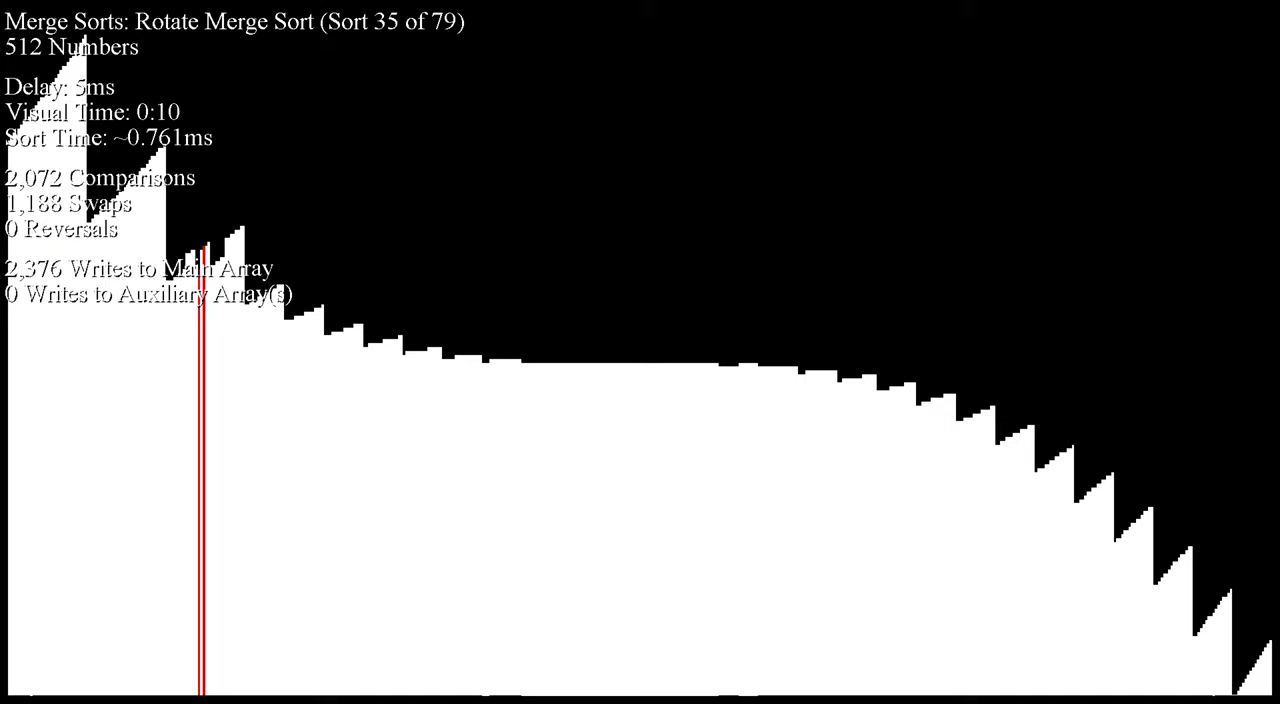 Merge Sorts: Rotate Merge Sort (Sort 35 of 79)
512 Numbers
Delay: 5ms
Visual Time: 0:10
Sort Time: ~0.761ms
2,072 Comparisons
1,188 Swaps
0 Reversals
2,376 Writes to Main Array
0 Writes to Auxiliary Array(s)